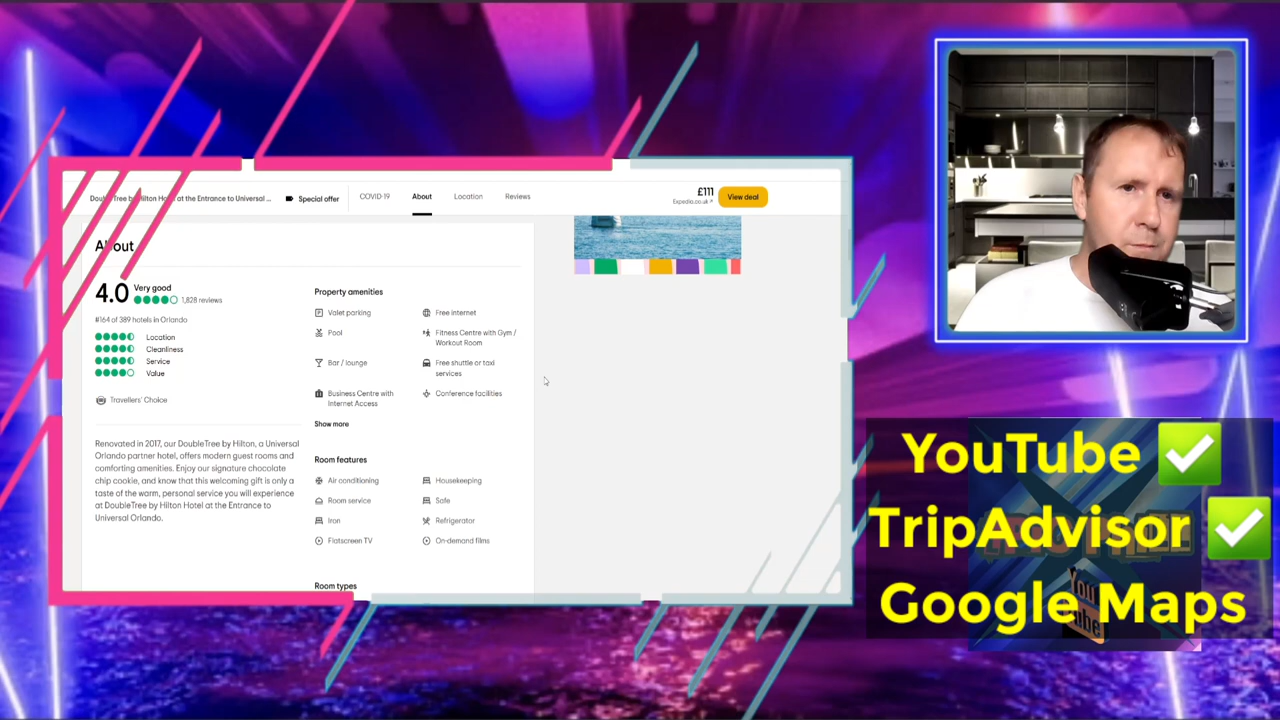 DoubleTree by Hilton Hotel at the Entrance to Universal ...
Special offer
COVID-19
About
Location
Reviews
£111
Expedia.co.uk
View deal
About
4.0
Very good
1,828 reviews
#164 of 389 hotels in Orlando
Location
Cleanliness
Service
Value
Travellers' Choice
Renovated in 2017, our DoubleTree by Hilton, a Universal
Orlando partner hotel, offers modern guest rooms and
comforting amenities. Enjoy our signature chocolate
chip cookie, and know that this welcoming gift is only a
taste of the warm, personal service you will experience
at DoubleTree by Hilton Hotel at the Entrance to
Universal Orlando.
Property amenities
Valet parking
Free internet
Pool
Fitness Centre with Gym /
Workout Room
Bar / lounge
Free shuttle or taxi
services
Business Centre with
Internet Access
Conference facilities
Show more
Room features
Air conditioning
Housekeeping
Room service
Safe
Iron
Refrigerator
Flatscreen TV
On-demand films
Room types
YouTube ✅
TripAdvisor ✅
Google Maps
You
Tube